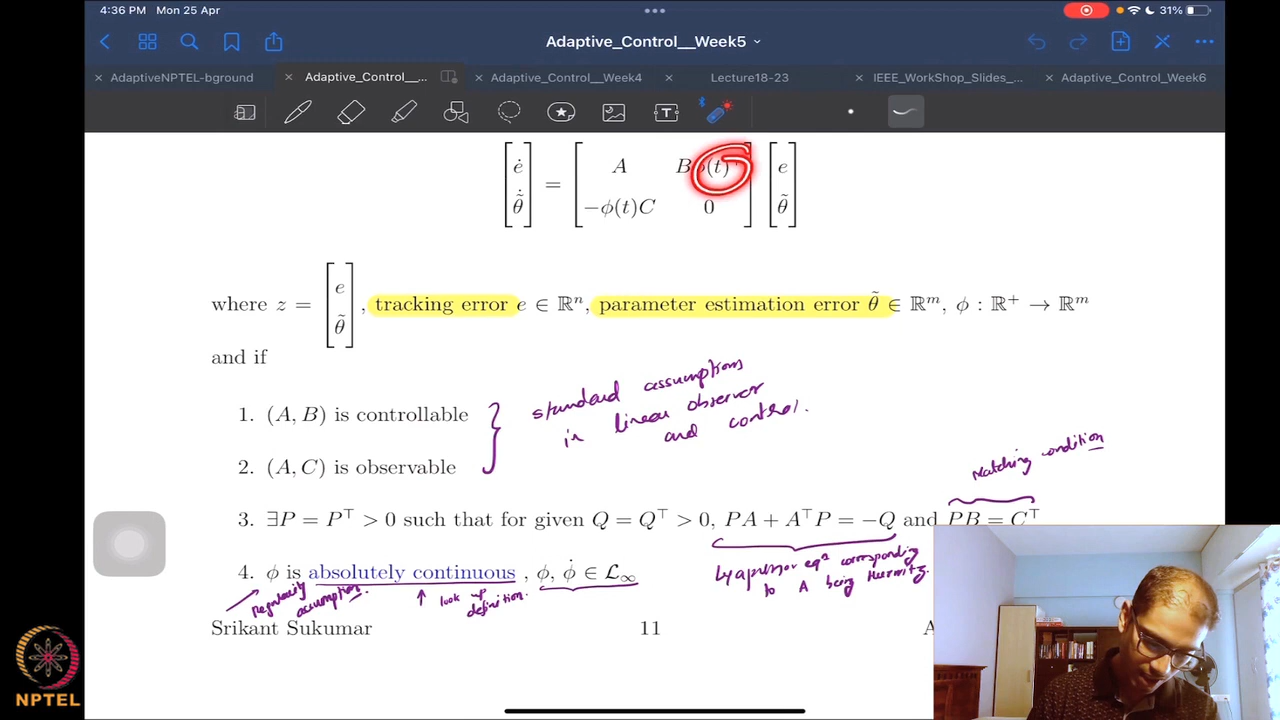 4:36 PM Mon 25 Apr
31%
Adaptive_Control__Week5
AdaptiveNPTEL-bground
Adaptive_Control__...
Adaptive_Control__Week4
Lecture18-23
IEEE_WorkShop_Slides_...
Adaptive_Control_Week6
[ė; θ̃̇] = [A Bφ(t)ᵀ; −φ(t)C 0] [e; θ̃]
where z = [e; θ̃], tracking error e ∈ ℝⁿ, parameter estimation error θ̃ ∈ ℝᵐ, φ : ℝ⁺ → ℝᵐ
and if
standard assumptions
in linear observer
and control.
1. (A, B) is controllable
2. (A, C) is observable
Matching condition
3. ∃P = P⊤ > 0 such that for given Q = Q⊤ > 0, PA + A⊤P = −Q and PB = C⊤
Lyapunov eqⁿ corresponding
to A being Hurwitz.
4. φ is absolutely continuous , φ, φ̇ ∈ 𝓛∞
Regularity
assumption.
look up
definition.
Srikant Sukumar
11
A
NPTEL